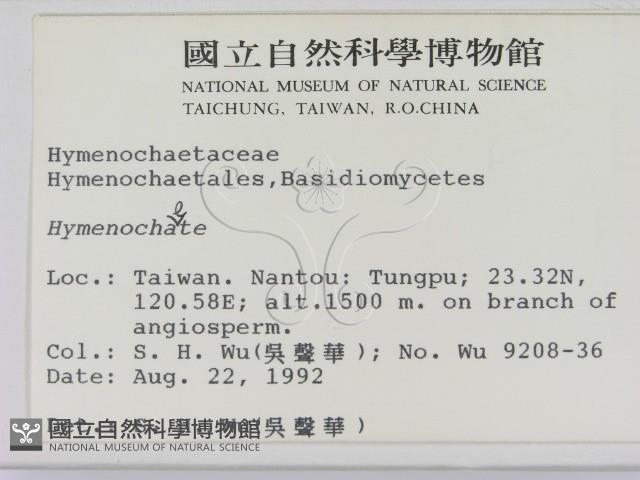 國立自然科學博物館
NATIONAL MUSEUM OF NATURAL SCIENCE
TAICHUNG, TAIWAN, R.O.CHINA
Hymenochaetaceae
Hymenochaetales,Basidiomycetes
e
Hymenochate
Loc.: Taiwan. Nantou: Tungpu; 23.32N,
120.58E; alt.1500 m. on branch of
angiosperm.
Col.: S. H. Wu(吳聲華); No. Wu 9208-36
Date: Aug. 22, 1992
(吳聲華)
國立自然科學博物館
NATIONAL MUSEUM OF NATURAL SCIENCE